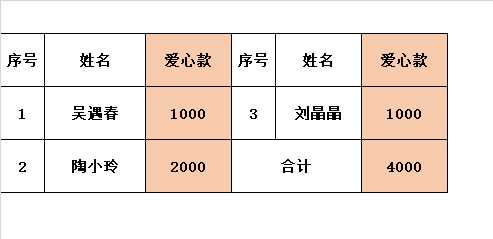 序号 姓名 爱心款 序号 姓名 爱心款
1 吴遇春 1000 3 刘晶晶 1000
2 陶小玲 2000 合计 4000